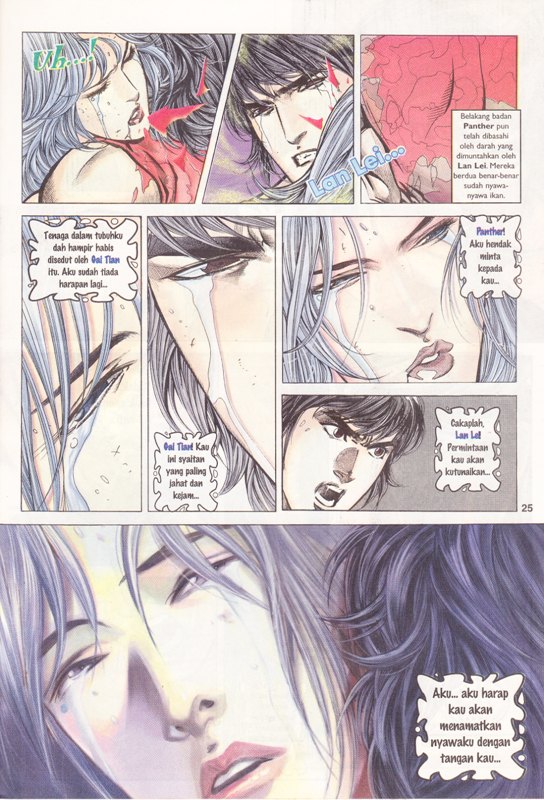 Uh....!
Lan Lei...
Belakang badan
Panther pun
telah dibasahi
oleh darah yang
dimuntahkan oleh
Lan Lei. Mereka
berdua benar-benar
sudah nyawa-
nyawa ikan.
Tenaga dalam tubuhku
dah hampir habis
disedut oleh Gai Tian
itu. Aku sudah tiada
harapan lagi...
Gai Tian! Kau
ini syaitan
yang paling
jahat dan
kejam...
Panther!
Aku hendak
minta
kepada
kau...
Cakaplah,
Lan Lei!
Permintaan
kau akan
kutunaikan...
25
Aku... aku harap
kau akan
menamatkan
nyawaku dengan
tangan kau...